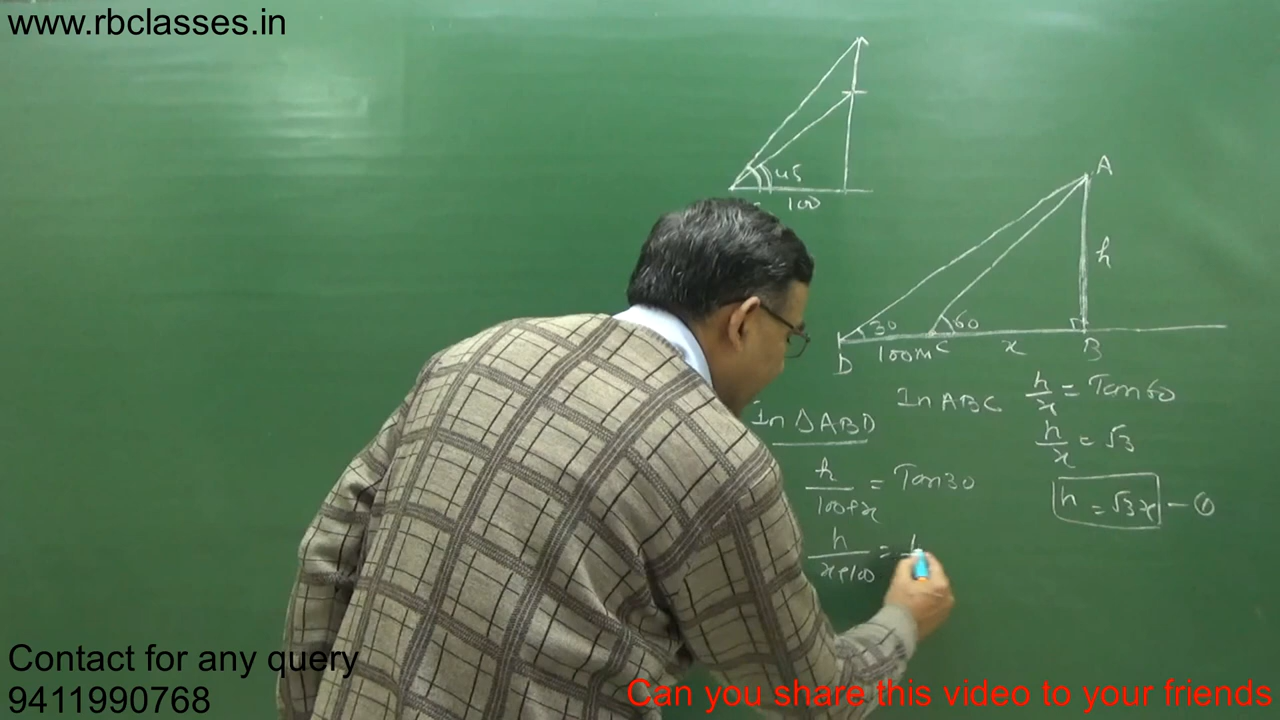 www.rbclasses.in
45
100
A
h
30
60
D
100m
C
x
B
In ABC
h/x = Tan60
h/x = √3
h = √3x - ①
In ΔABD
h/100+x = Tan30
h/x+100 =
Contact for any query
9411990768
Can you share this video to your friends